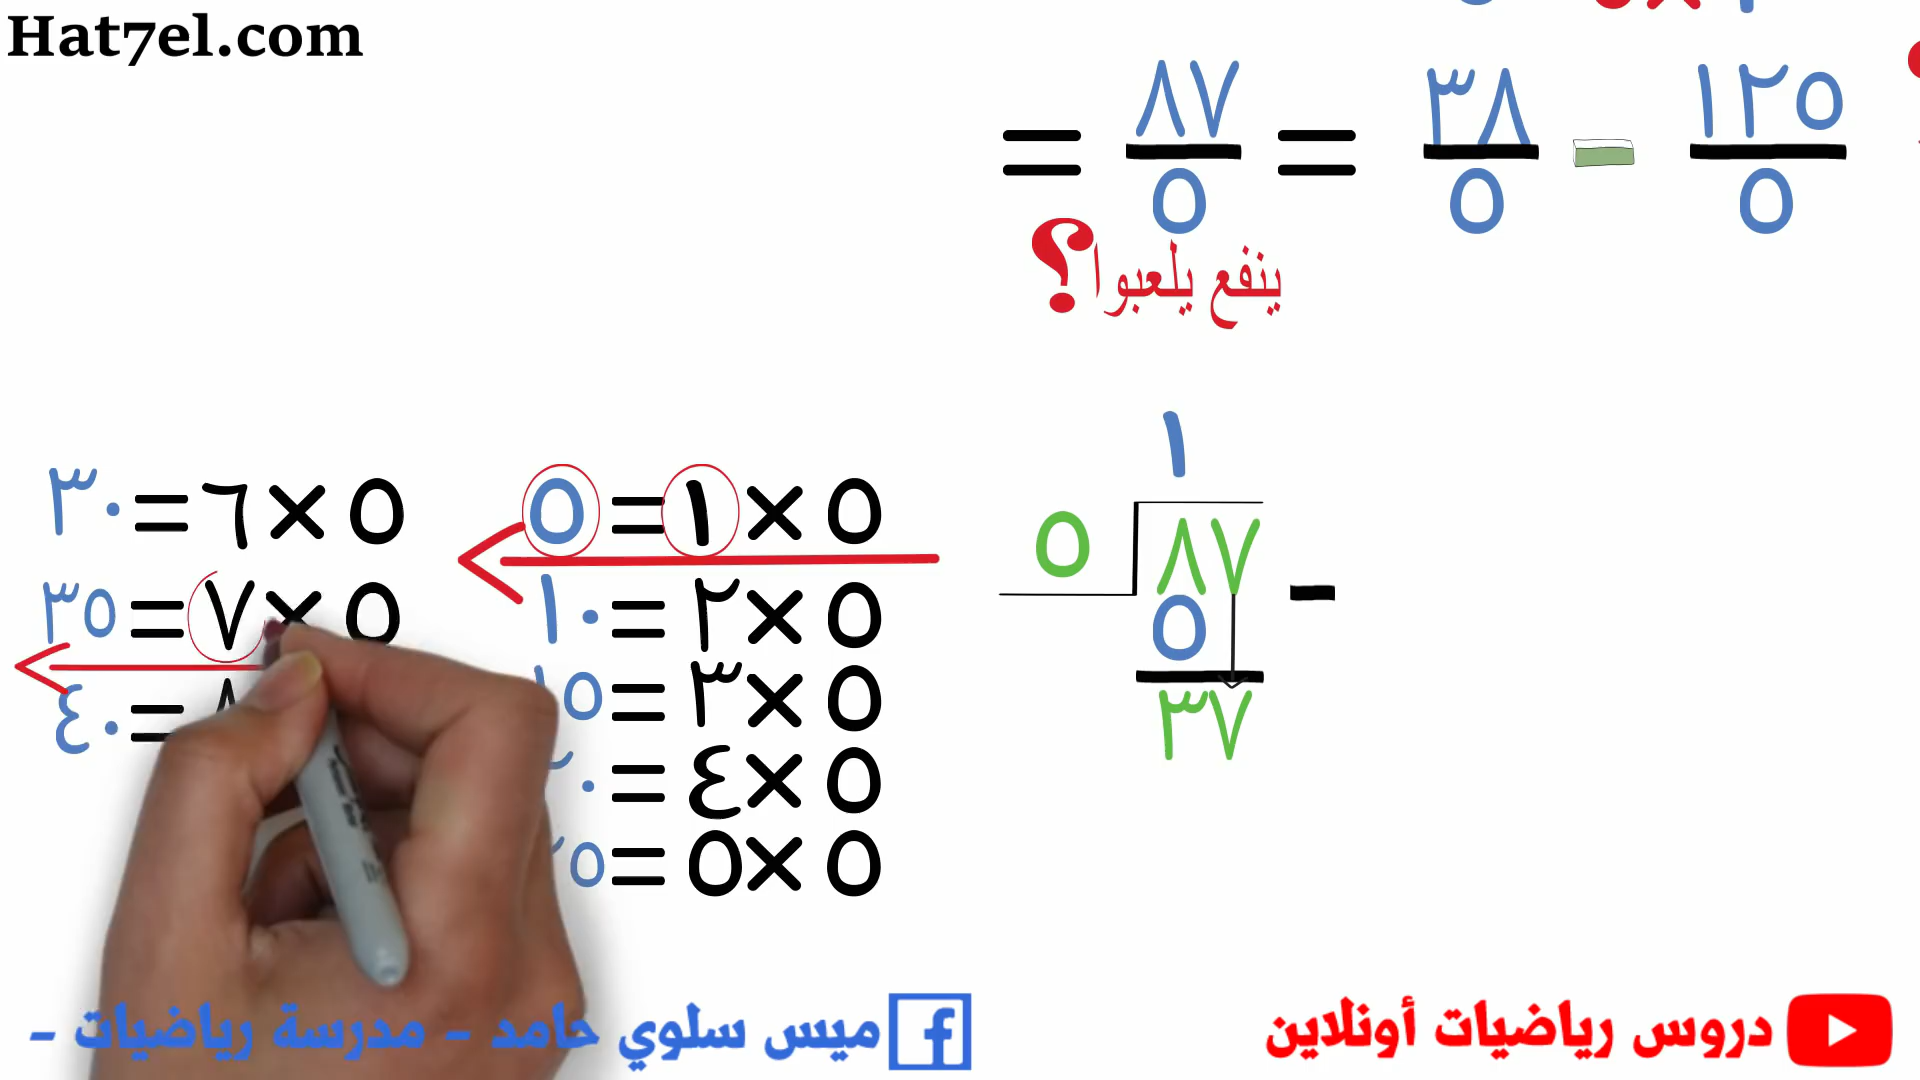 Hat7el.com
١٢٥/٥ - ٣٨/٥ = ٨٧/٥ =
ينفع يلعبوا؟
١
٥ ٨٧ -
٥
٣٧
٥×١=٥
٥×٢=١٠
٥×٣=١٥
٥×٤=٢٠
٥×٥=٢٥
٥×٦=٣٠
٥×٧=٣٥
=٤٠
دروس رياضيات أونلاين
ميس سلوي حامد - مدرسة رياضيات -